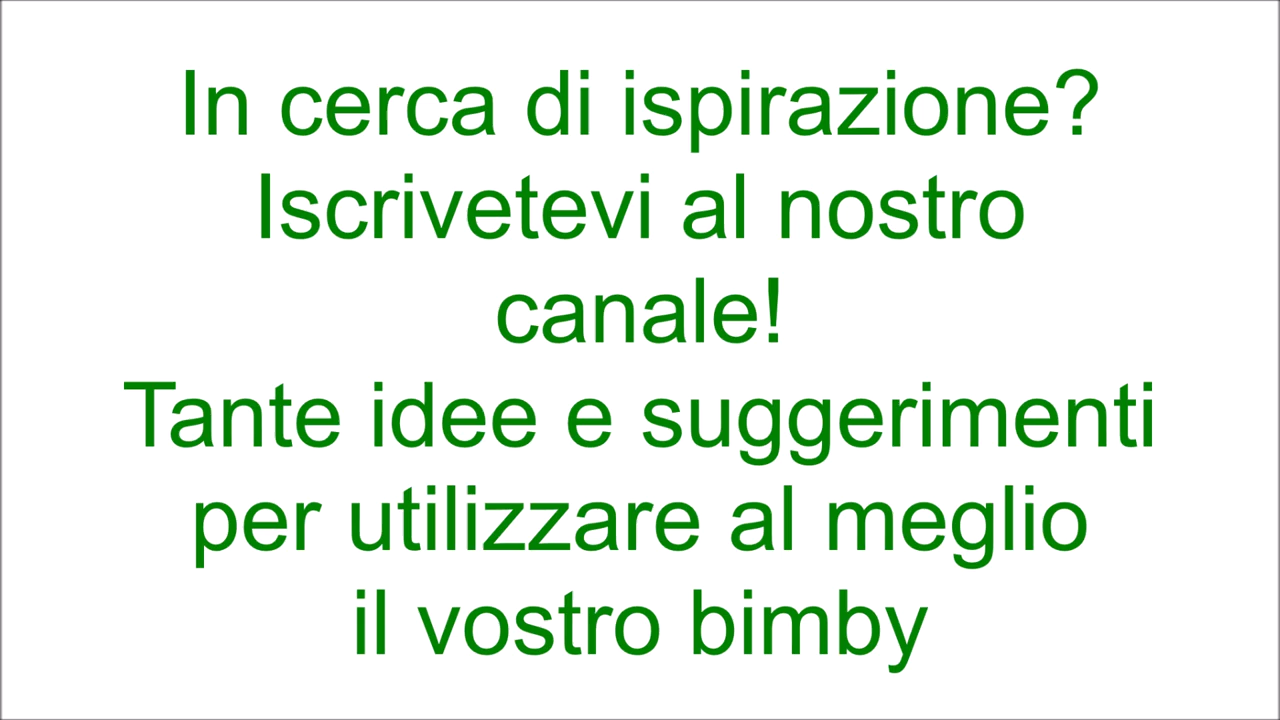 In cerca di ispirazione?
Iscrivetevi al nostro
canale!
Tante idee e suggerimenti
per utilizzare al meglio
il vostro bimby